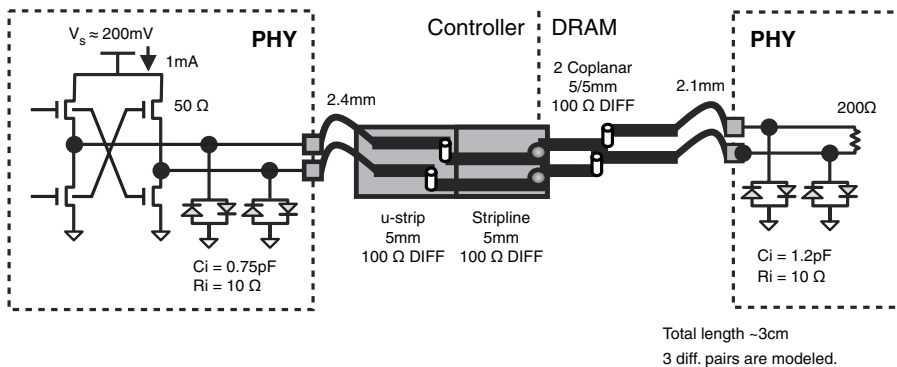 Vs ≈ 200mV
PHY
1mA
50 Ω
Ci = 0.75pF
Ri = 10 Ω
2.4mm
Controller
DRAM
2 Coplanar
5/5mm
100 Ω DIFF
2.1mm
u-strip
5mm
100 Ω DIFF
Stripline
5mm
100 Ω DIFF
PHY
200Ω
Ci = 1.2pF
Ri = 10 Ω
Total length ~3cm
3 diff. pairs are modeled.